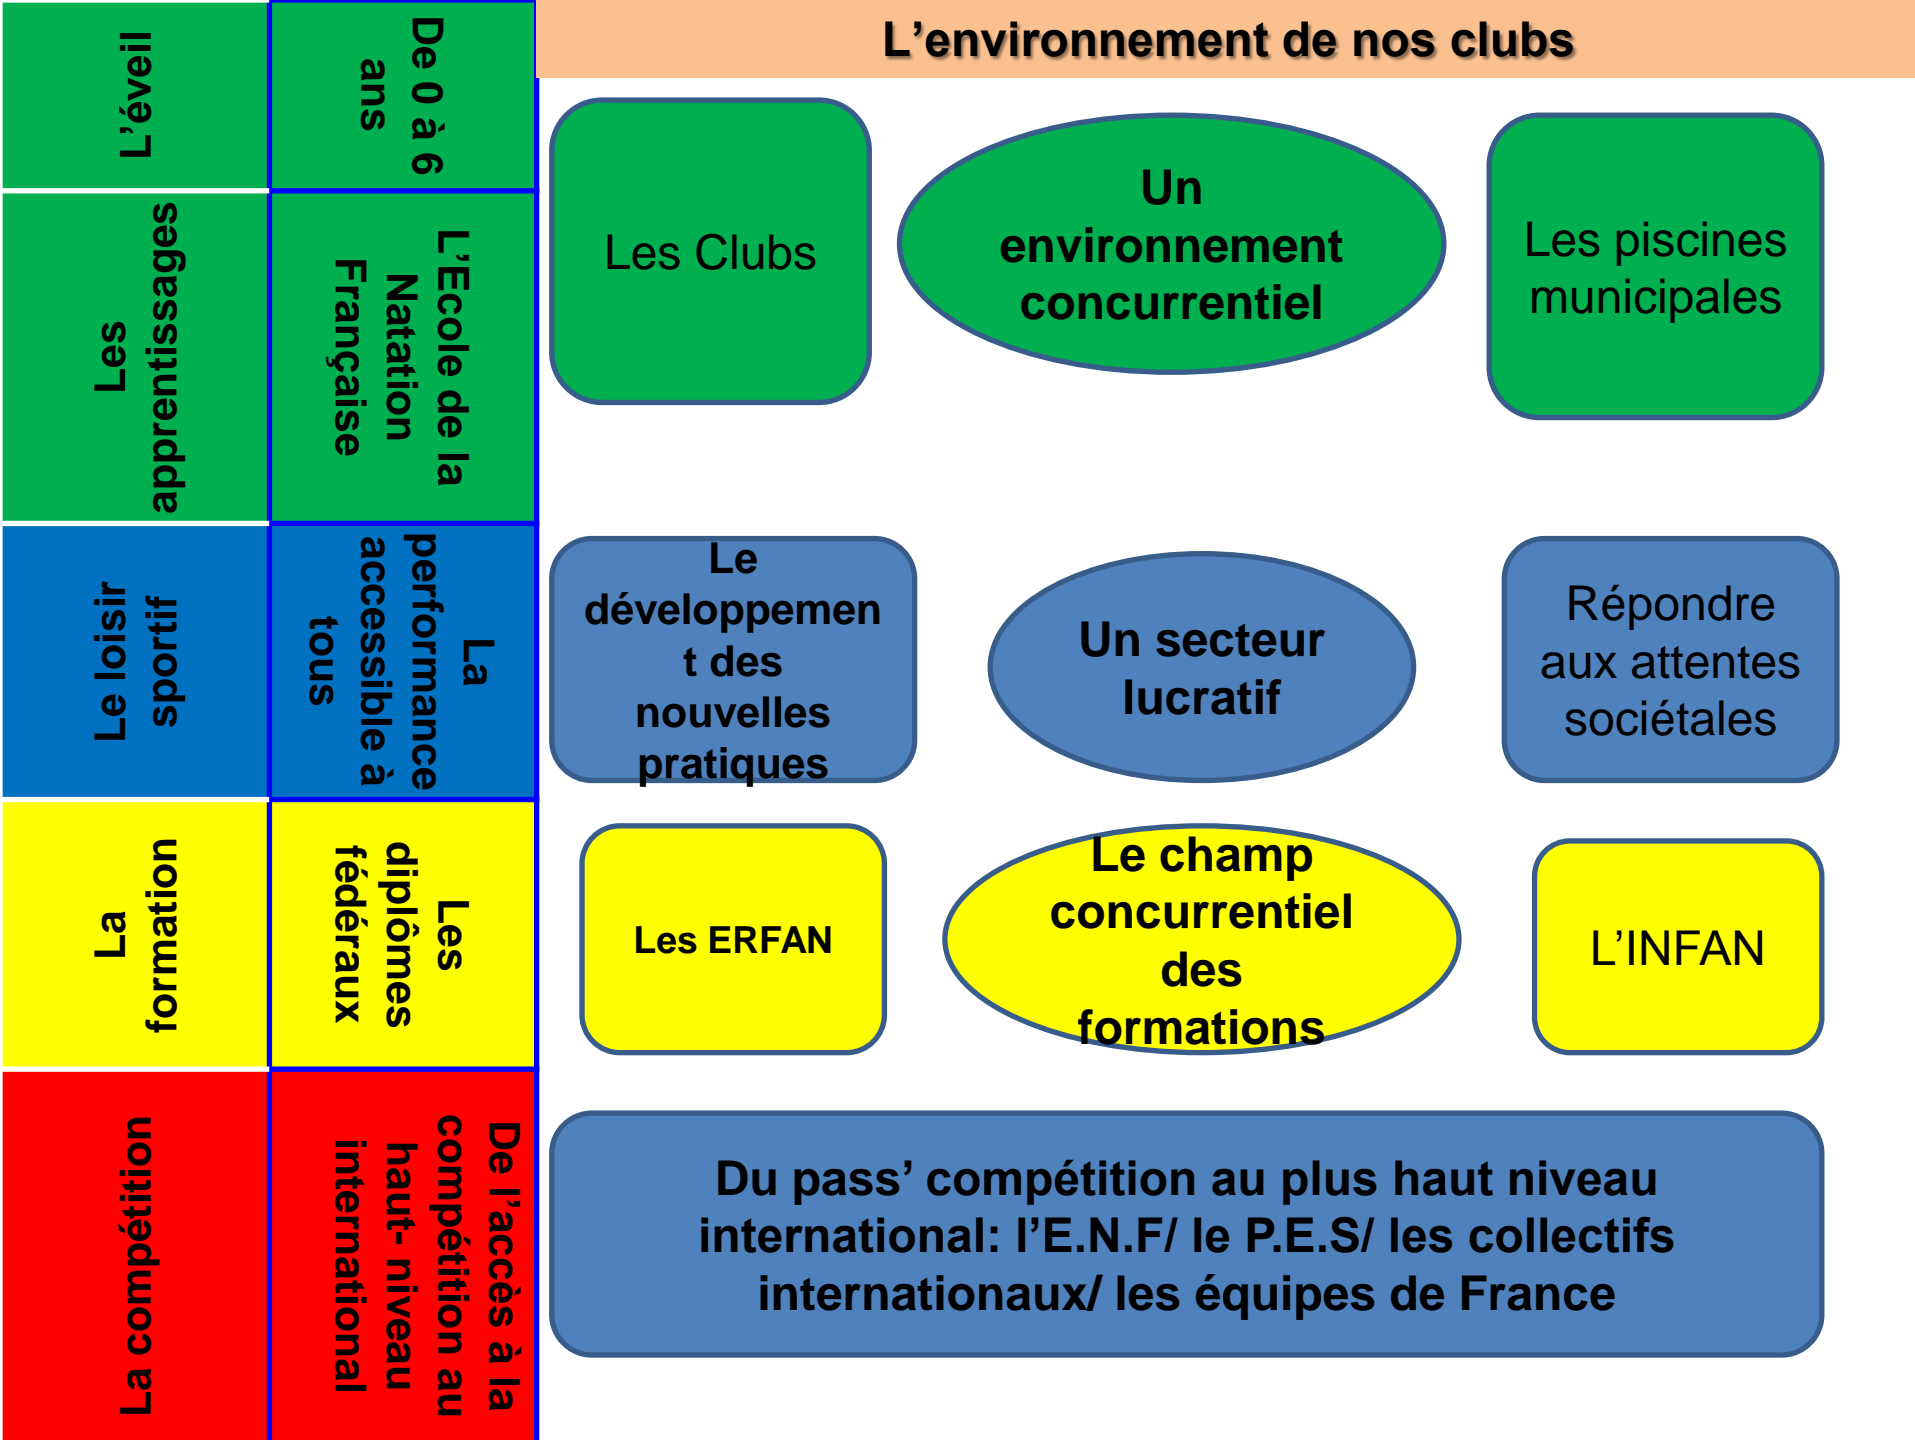 L'environnement de nos clubs
L'éveil
De 0 à 6
ans
Les Clubs
Un
environnement
concurrentiel
Les piscines
municipales
Les
apprentissages
L'Ecole de la
Natation
Française
Le loisir
sportif
La
performance
accessible à
tous
Le
développemen
t des
nouvelles
pratiques
Un secteur
lucratif
Répondre
aux attentes
sociétales
La
formation
Les
diplômes
fédéraux
Les ERFAN
Le champ
concurrentiel
des
formations
L'INFAN
La compétition
De l'accès à la
compétition au
haut- niveau
international
Du pass' compétition au plus haut niveau
international: l'E.N.F/ le P.E.S/ les collectifs
internationaux/ les équipes de France